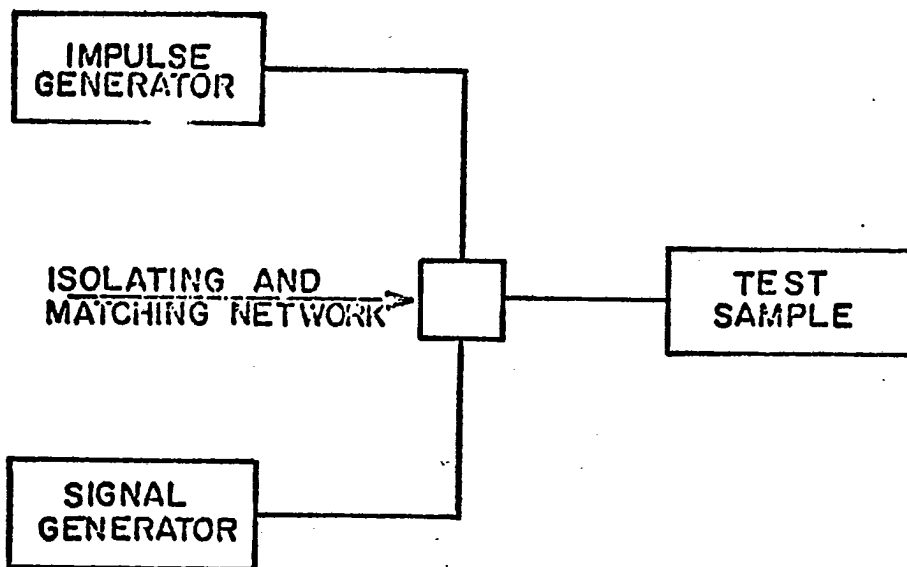 IMPULSE
GENERATOR
ISOLATING AND
MATCHING NETWORK
TEST
SAMPLE
SIGNAL
GENERATOR